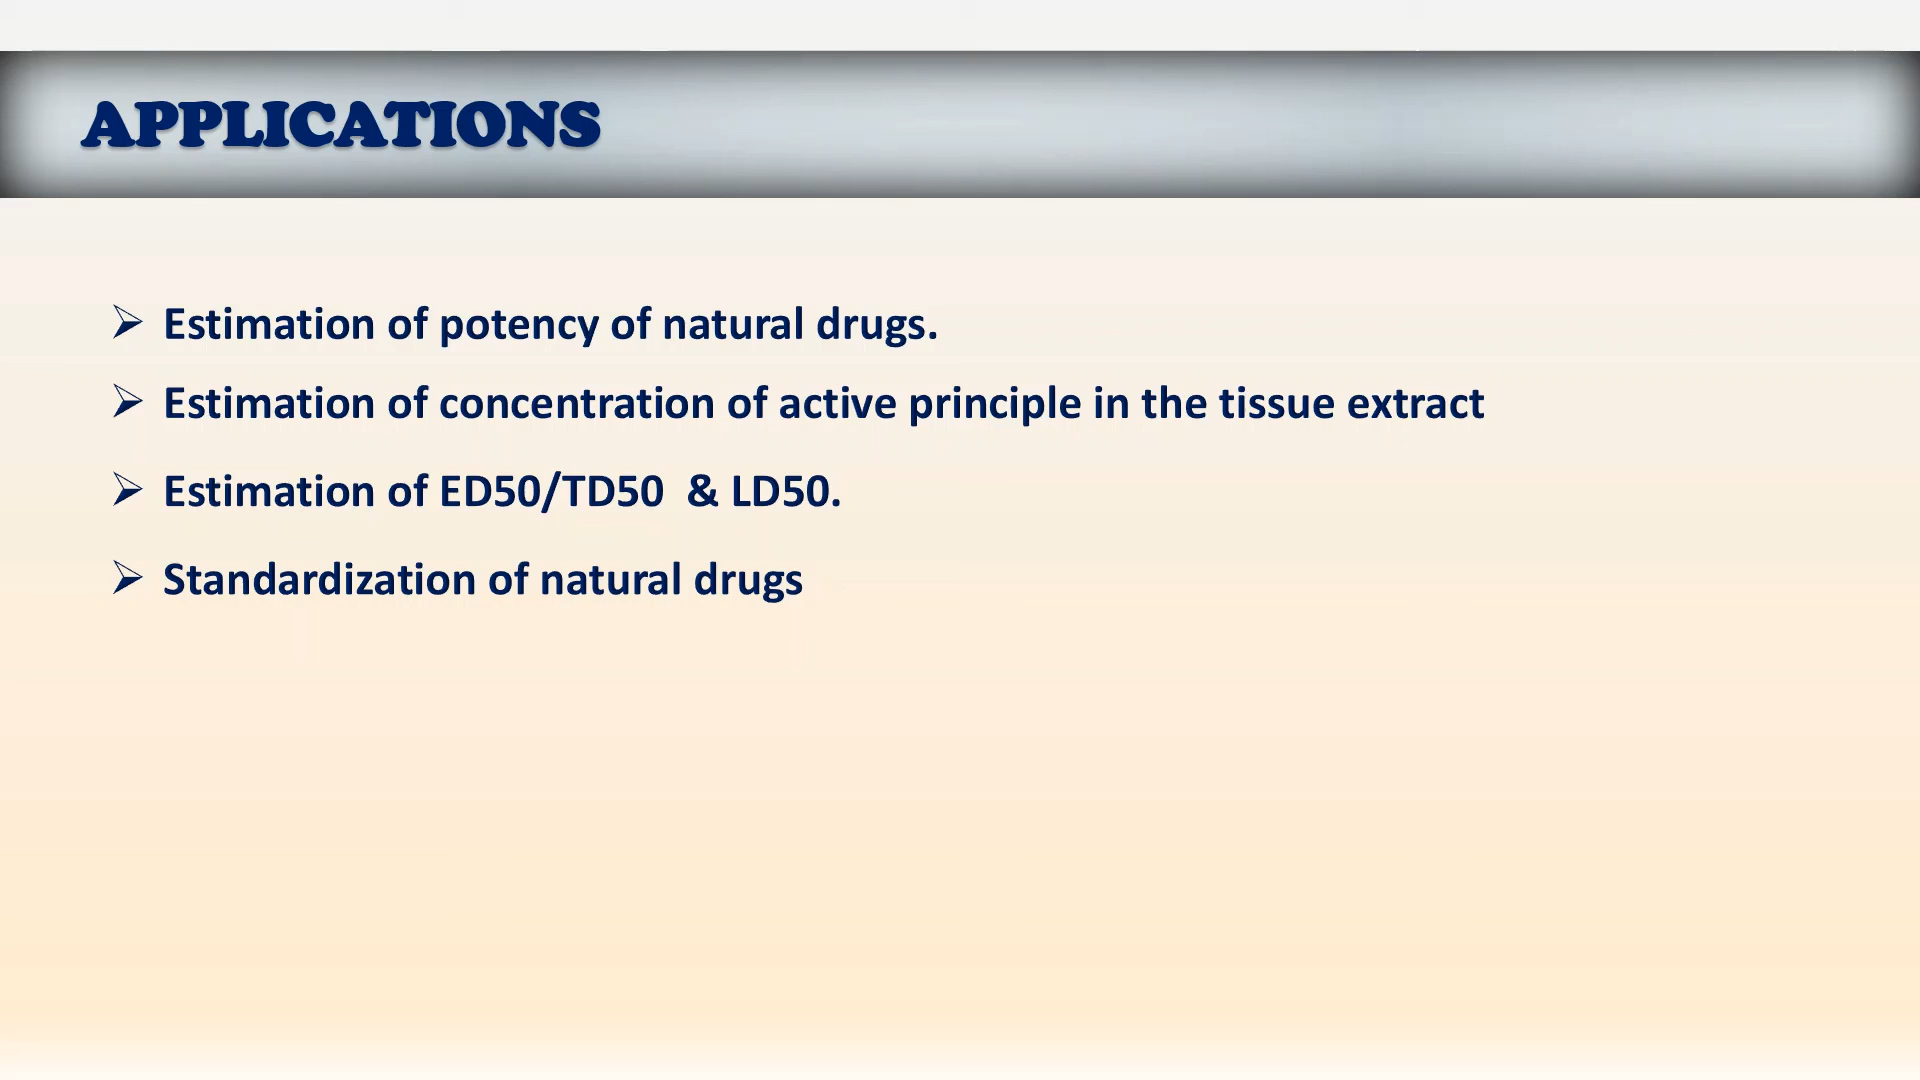 APPLICATIONS
➢ Estimation of potency of natural drugs.
➢ Estimation of concentration of active principle in the tissue extract
➢ Estimation of ED50/TD50  & LD50.
➢ Standardization of natural drugs